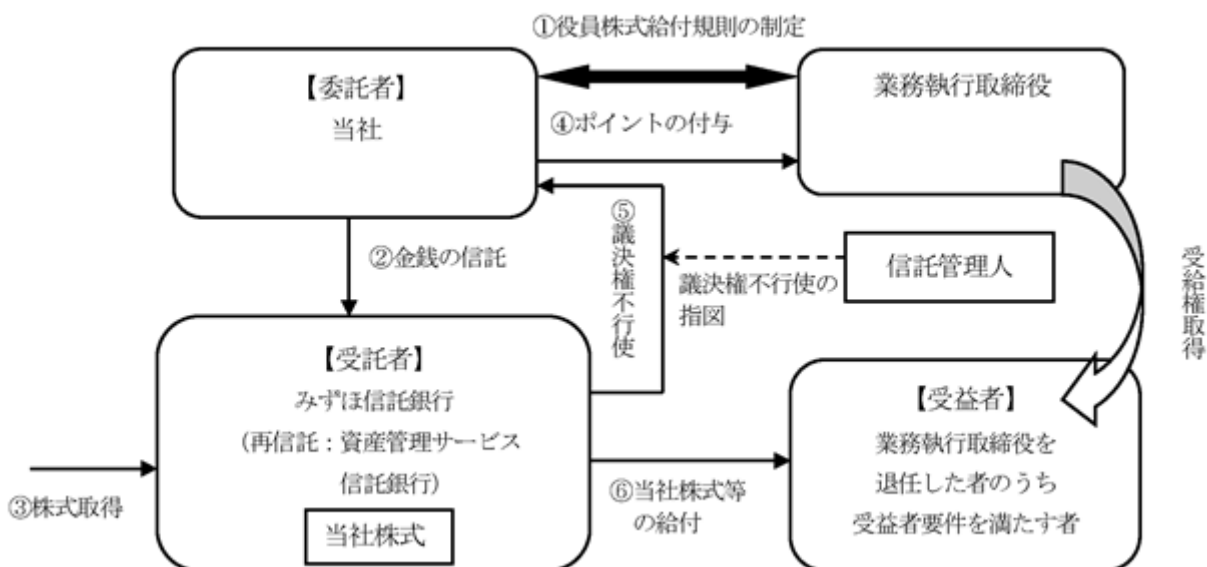 ①役員株式給付規則の制定
【委託者】
当社
業務執行取締役
④ポイントの付与
②金銭の信託
⑤議決権不行使
議決権不行使の
指図
信託管理人
受給権取得
【受託者】
みずほ信託銀行
(再信託：資産管理サービス
信託銀行)
当社株式
③株式取得
⑥当社株式等
の給付
【受益者】
業務執行取締役を
退任した者のうち
受益者要件を満たす者